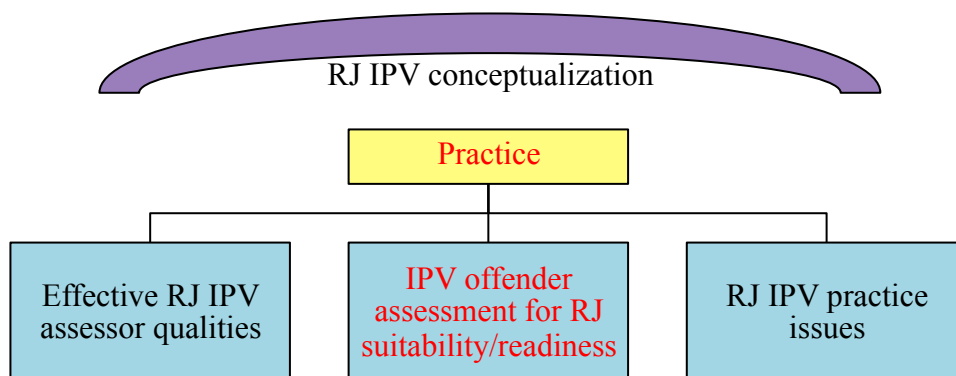 RJ IPV conceptualization
Practice
Effective RJ IPV
assessor qualities
IPV offender
assessment for RJ
suitability/readiness
RJ IPV practice
issues